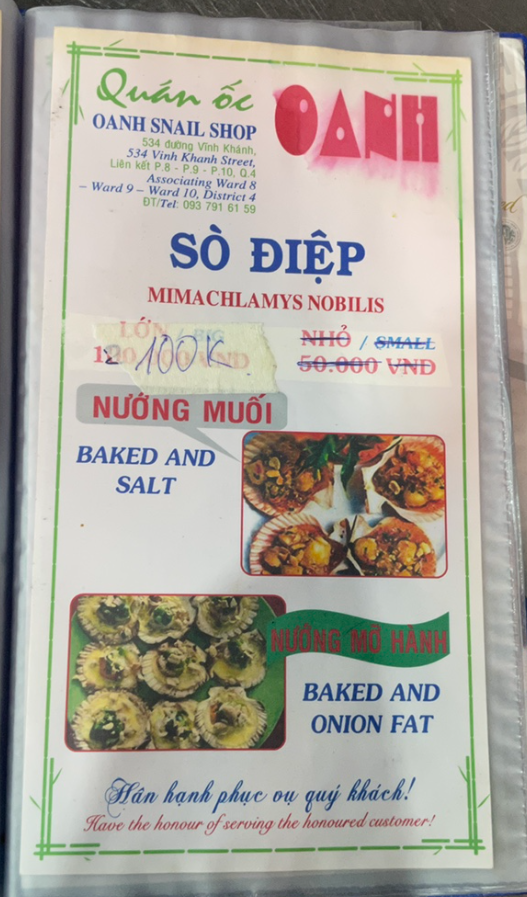 Quán ốc
OANH
OANH SNAIL SHOP
534 đường Vĩnh Khánh,
534 Vinh Khanh Street,
Liên kết P.8 - P.9 - P.10, Q.4
Associating Ward 8
– Ward 9 – Ward 10, District 4
ĐT/Tel: 093 791 61 59
SÒ ĐIỆP
MIMACHLAMYS NOBILIS
LỚN / BIG
NHỎ / SMALL
100K VND
50.000 VND
NƯỚNG MUỐI
BAKED AND
SALT
NƯỚNG MỠ HÀNH
BAKED AND
ONION FAT
Hân hạnh phục vụ quý khách!
Have the honour of serving the honoured customer!